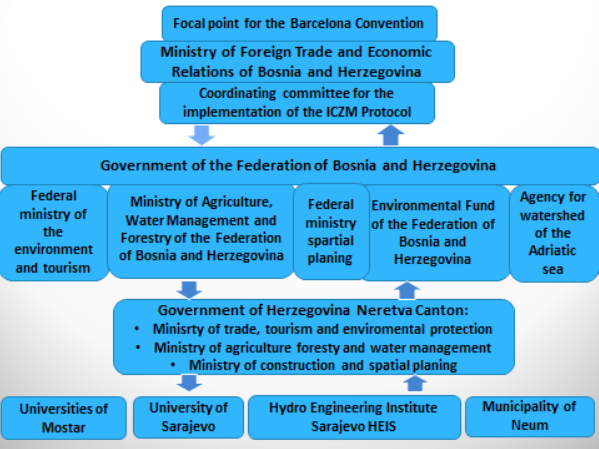 Focal point for the Barcelona Convention
Ministry of Foreign Trade and Economic
Relations of Bosnia and Herzegovina
Coordinating committee for the
implementation of the ICZM Protocol
Government of the Federation of Bosnia and Herzegovina
Federal
ministry of
the
environment
and tourism
Ministry of Agriculture,
Water Management and
Forestry of the Federation
of Bosnia and Herzegovina
Federal
ministry
spartial
planing
Environmental Fund
of the Federation of
Bosnia and
Herzegovina
Agency for
watershed
of the
Adriatic
sea
Government of Herzegovina Neretva Canton:
• Minisrty of trade, tourism and enviromental protection
• Ministry of agriculture foresty and water management
• Ministry of construction and spatial planing
Universities of
Mostar
University of
Sarajevo
Hydro Engineering Institute
Sarajevo HEIS
Municipality of
Neum